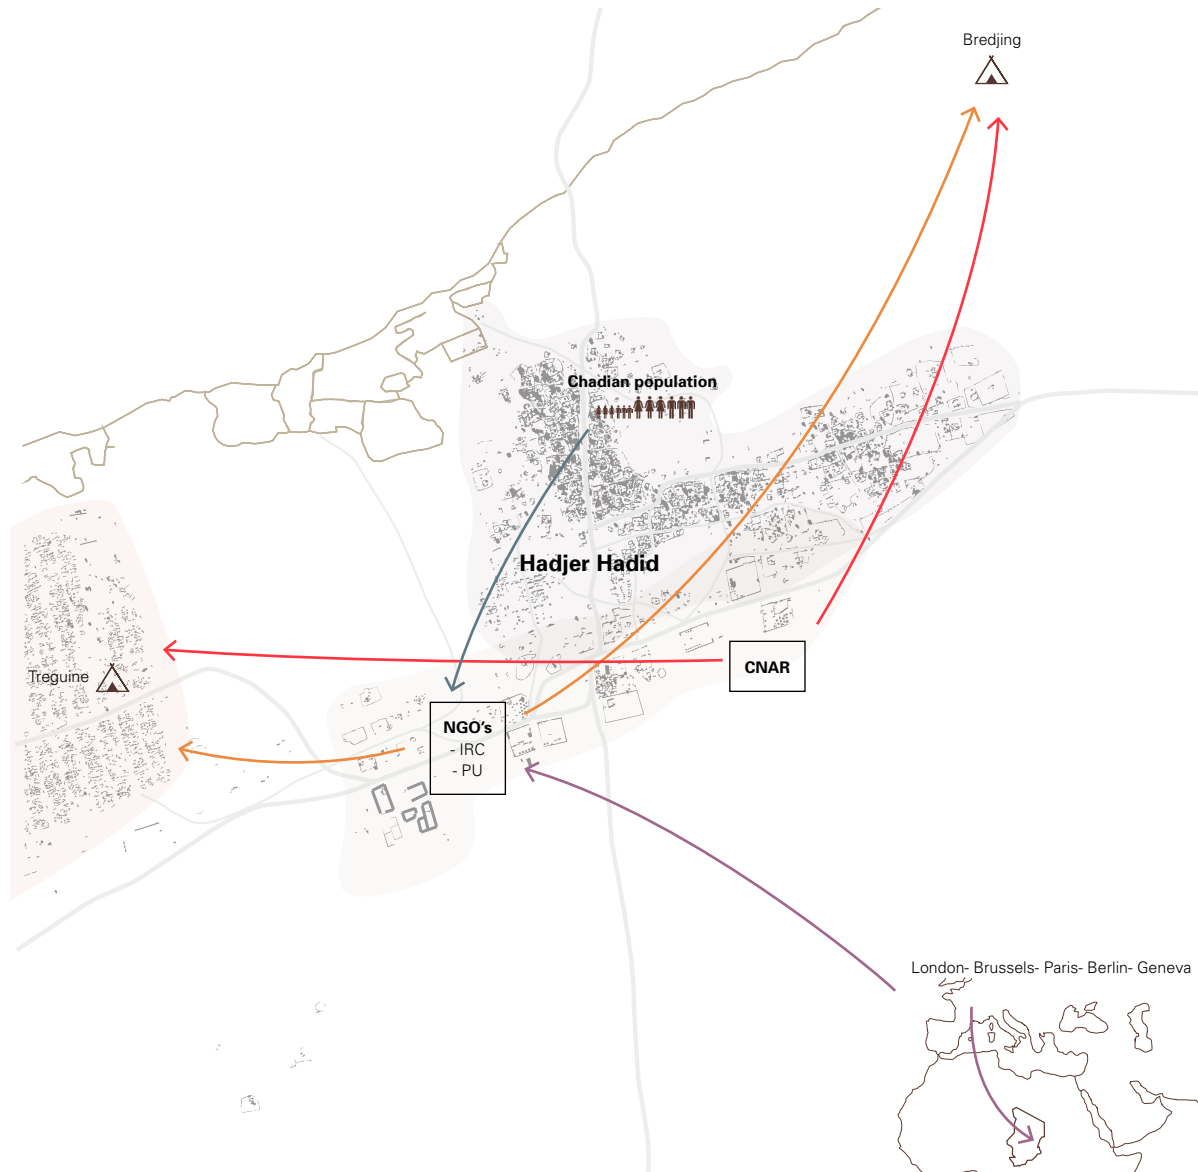 Bredjing
Chadian population
Hadjer Hadid
Treguine
CNAR
NGO's
- IRC
- PU
London- Brussels- Paris- Berlin- Geneva